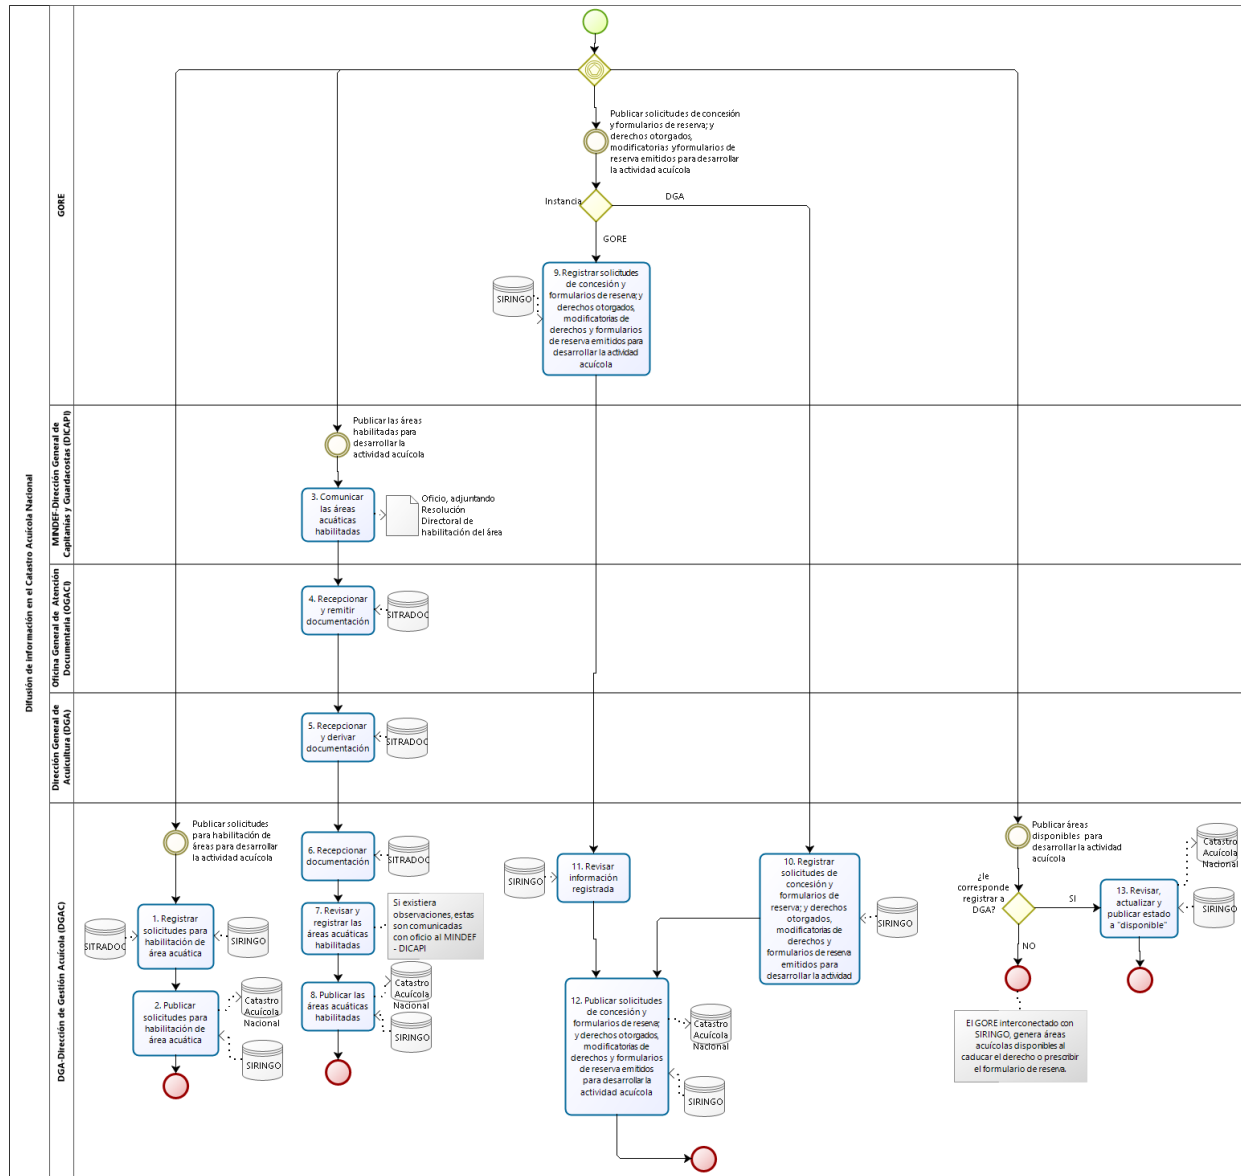 Difusión de Información en el Catastro Acuícola Nacional
GORE
Publicar solicitudes de concesión
y formularios de reserva; y
derechos otorgados,
modificatorias y formularios de
reserva emitidos para desarrollar
la actividad acuícola
Instancia
DGA
GORE
9. Registrar solicitudes
de concesión y
formularios de reserva; y
derechos otorgados,
modificatorias de
derechos y formularios
de reserva emitidos para
desarrollar la actividad
acuícola
SIRINGO
MINDEF-Dirección General de
Capitanías y Guardacostas (DICAPI)
Publicar las áreas
habilitadas para
desarrollar la
actividad acuícola
3. Comunicar
las áreas
acuáticas
habilitadas
Oficio, adjuntando
Resolución
Directoral de
habilitación del área
Oficina General de Atención
Documentaria (OGACI)
4. Recepcionar
y remitir
documentación
SITRADOC
Dirección General de
Acuicultura (DGA)
5. Recepcionar
y derivar
documentación
SITRADOC
DGA-Dirección de Gestión Acuícola (DGAC)
Publicar solicitudes
para habilitación de
áreas para desarrollar
la actividad acuícola
1. Registrar
solicitudes para
habilitación de
área acuática
SITRADOC
SIRINGO
2. Publicar
solicitudes para
habilitación de
área acuática
Catastro
Acuícola
Nacional
SIRINGO
6. Recepcionar
documentación
SITRADOC
7. Revisar y
registrar las
áreas acuáticas
habilitadas
Si existiera
observaciones, estas
son comunicadas
con oficio al MINDEF
- DICAPI
8. Publicar las
áreas acuáticas
habilitadas
Catastro
Acuícola
Nacional
SIRINGO
11. Revisar
información
registrada
SIRINGO
10. Registrar
solicitudes de
concesión y
formularios de
reserva; y derechos
otorgados,
modificatorias de
derechos y
formularios de reserva
emitidos para
desarrollar la actividad
SIRINGO
12. Publicar solicitudes
de concesión y
formularios de reserva;
y derechos otorgados,
modificatorias de
derechos y formularios
de reserva emitidos
para desarrollar la
actividad acuícola
Catastro
Acuícola
Nacional
SIRINGO
Publicar áreas
disponibles para
desarrollar la actividad
acuícola
¿le
corresponde
registrar a
DGA?
SI
NO
13. Revisar,
actualizar y
publicar estado
a "disponible"
Catastro
Acuícola
Nacional
SIRINGO
El GORE interconectado con
SIRINGO, genera áreas
acuícolas disponibles al
caducar el derecho o prescribir
el formulario de reserva.